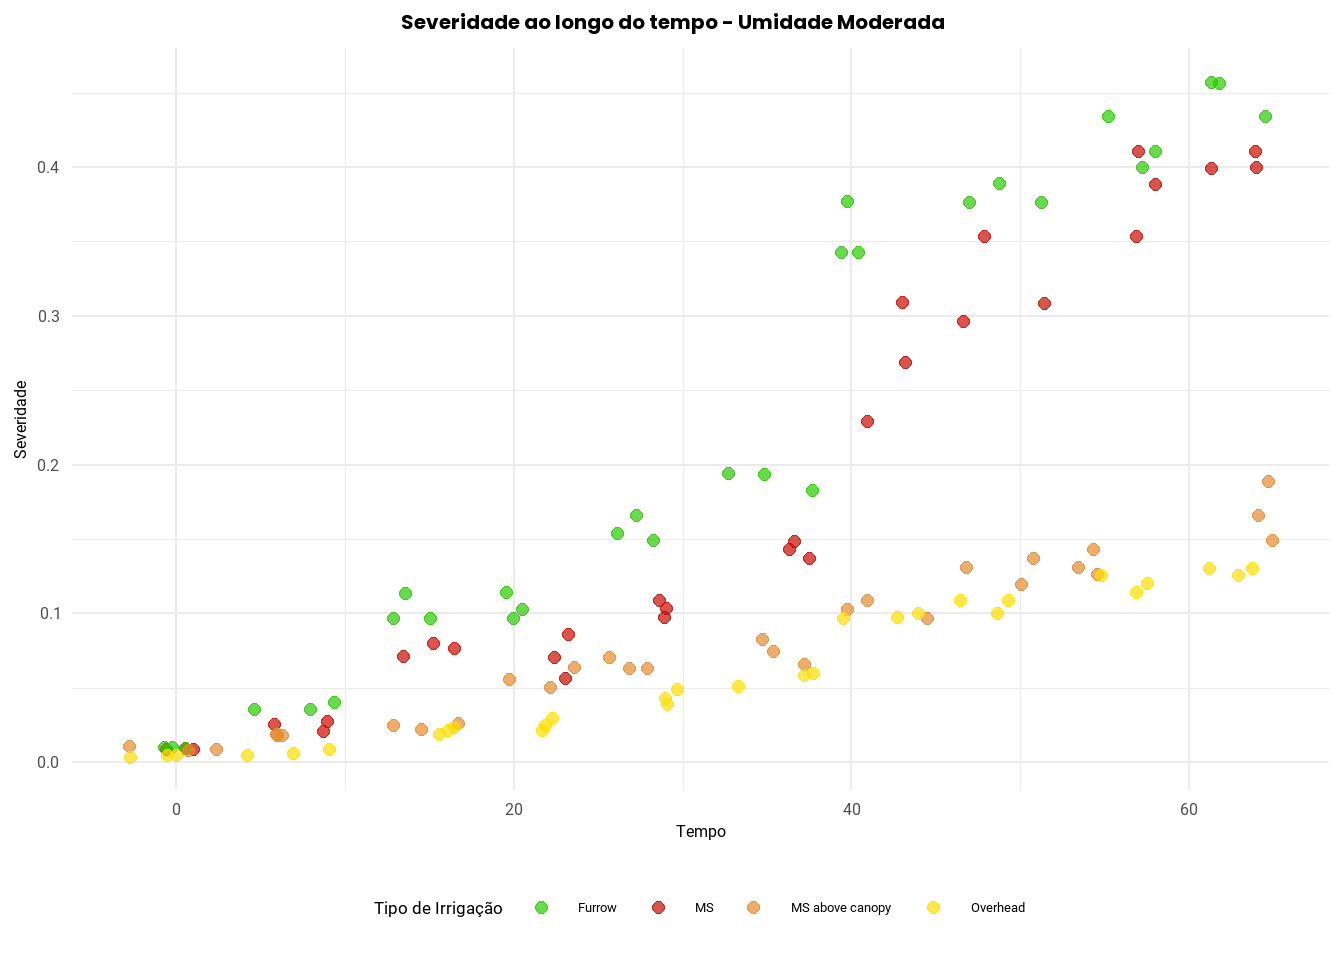 Severidade ao longo do tempo - Umidade Moderada
0.4
0.3
Severidade
0.2
0.1
0.0
0 20 40 60
Tempo
Tipo de Irrigação Furrow MS MS above canopy Overhead